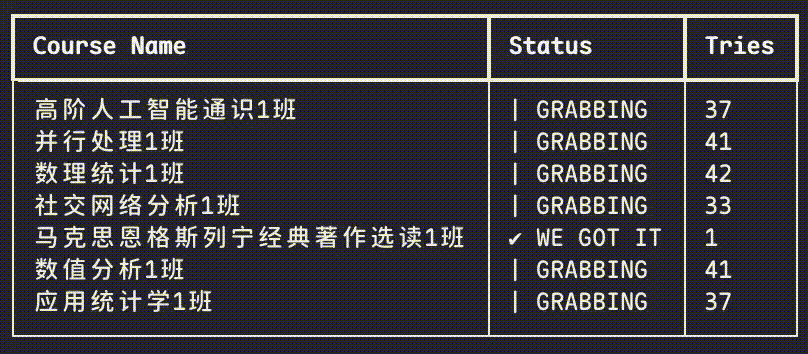 Course Name Status Tries
高阶人工智能通识1班 | GRABBING 37
并行处理1班 | GRABBING 41
数理统计1班 | GRABBING 42
社交网络分析1班 | GRABBING 33
马克思恩格斯列宁经典著作选读1班 ✔ WE GOT IT 1
数值分析1班 | GRABBING 41
应用统计学1班 | GRABBING 37